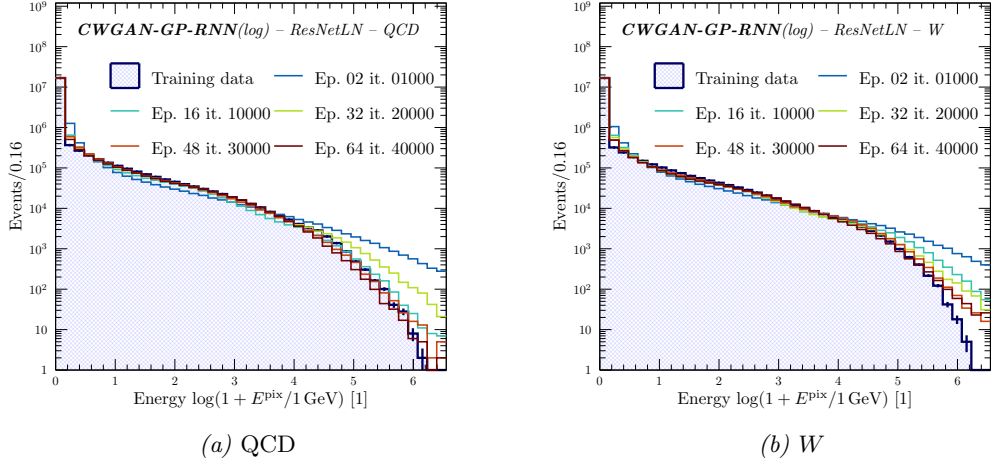 CWGAN-GP-RNN(log) – ResNetLN – QCD
Training data
Ep. 02 it. 01000
Ep. 16 it. 10000
Ep. 32 it. 20000
Ep. 48 it. 30000
Ep. 64 it. 40000
Events/0.16
10⁹
10⁸
10⁷
10⁶
10⁵
10⁴
10³
10²
10
1
0 1 2 3 4 5 6
Energy log(1 + Eᵖⁱˣ/1 GeV) [1]
(a) QCD
CWGAN-GP-RNN(log) – ResNetLN – W
Training data
Ep. 02 it. 01000
Ep. 16 it. 10000
Ep. 32 it. 20000
Ep. 48 it. 30000
Ep. 64 it. 40000
Events/0.16
10⁹
10⁸
10⁷
10⁶
10⁵
10⁴
10³
10²
10
1
0 1 2 3 4 5 6
Energy log(1 + Eᵖⁱˣ/1 GeV) [1]
(b) W